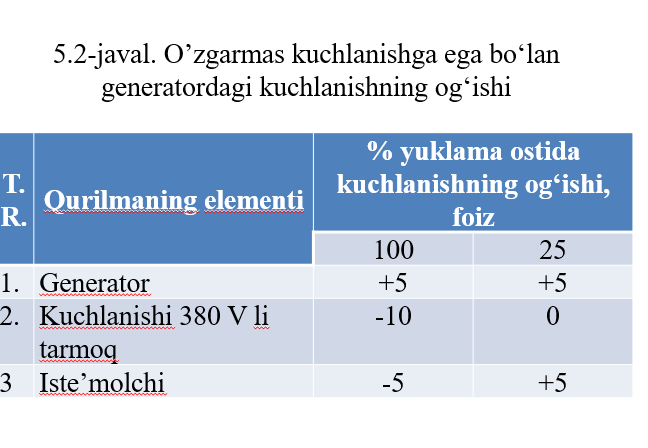 5.2-javal. O’zgarmas kuchlanishga ega bo‘lan
generatordagi kuchlanishning og‘ishi
T.
R.
Qurilmaning elementi
% yuklama ostida
kuchlanishning og‘ishi,
foiz
100 25
1. Generator +5 +5
2. Kuchlanishi 380 V li -10 0
tarmoq
3 Iste’molchi -5 +5